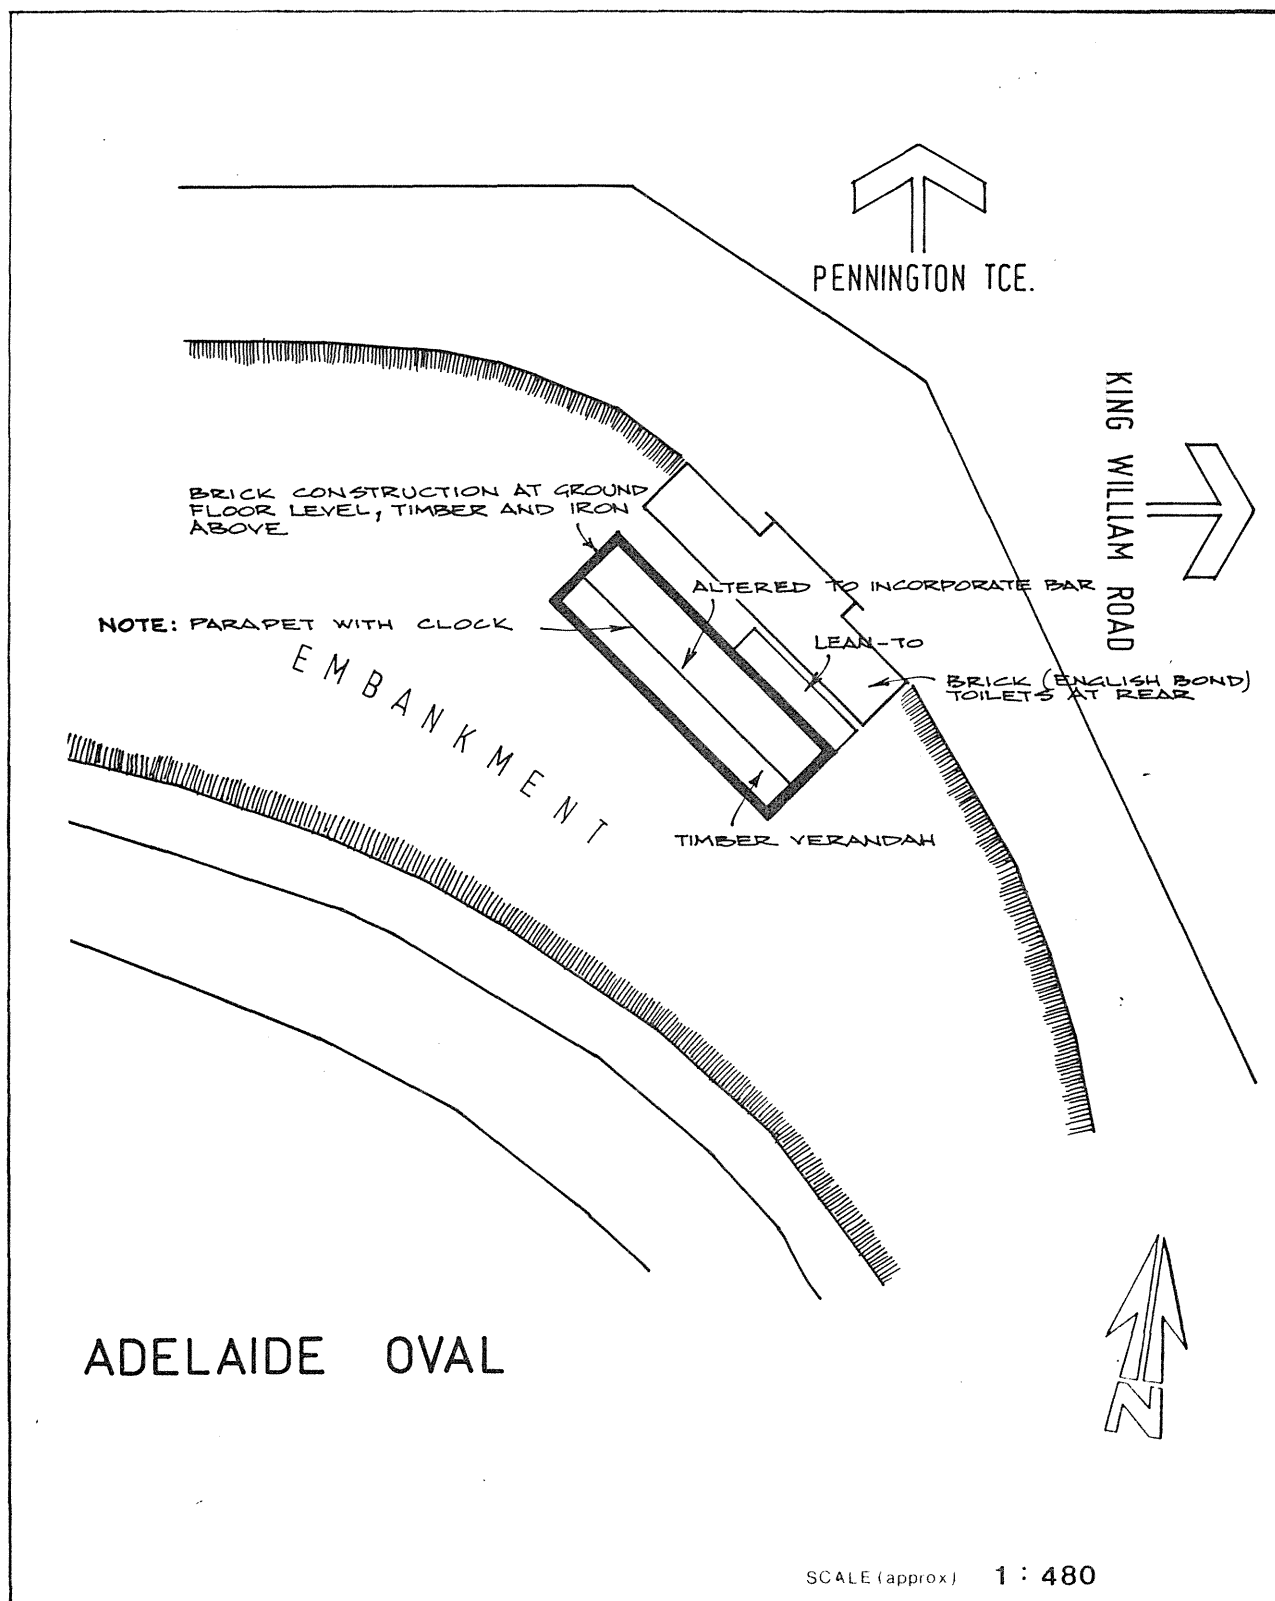 PENNINGTON TCE.
KING WILLIAM ROAD
BRICK CONSTRUCTION AT GROUND
FLOOR LEVEL, TIMBER AND IRON
ABOVE
ALTERED TO INCORPORATE BAR
NOTE: PARAPET WITH CLOCK
LEAN-TO
BRICK (ENGLISH BOND)
TOILETS AT REAR
EMBANKMENT
TIMBER VERANDAH
ADELAIDE OVAL
N
SCALE (approx) 1 : 480